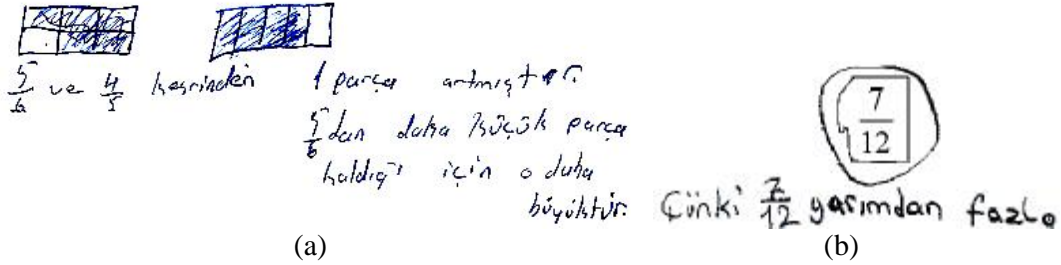 5/6 ve 4/5 kesrinden 1 parça artmıştır.
5/6 dan daha küçük parça
kaldığı için o daha
büyüktür.
(a)
7/12
Çünki 7/12 yarımdan fazla
(b)